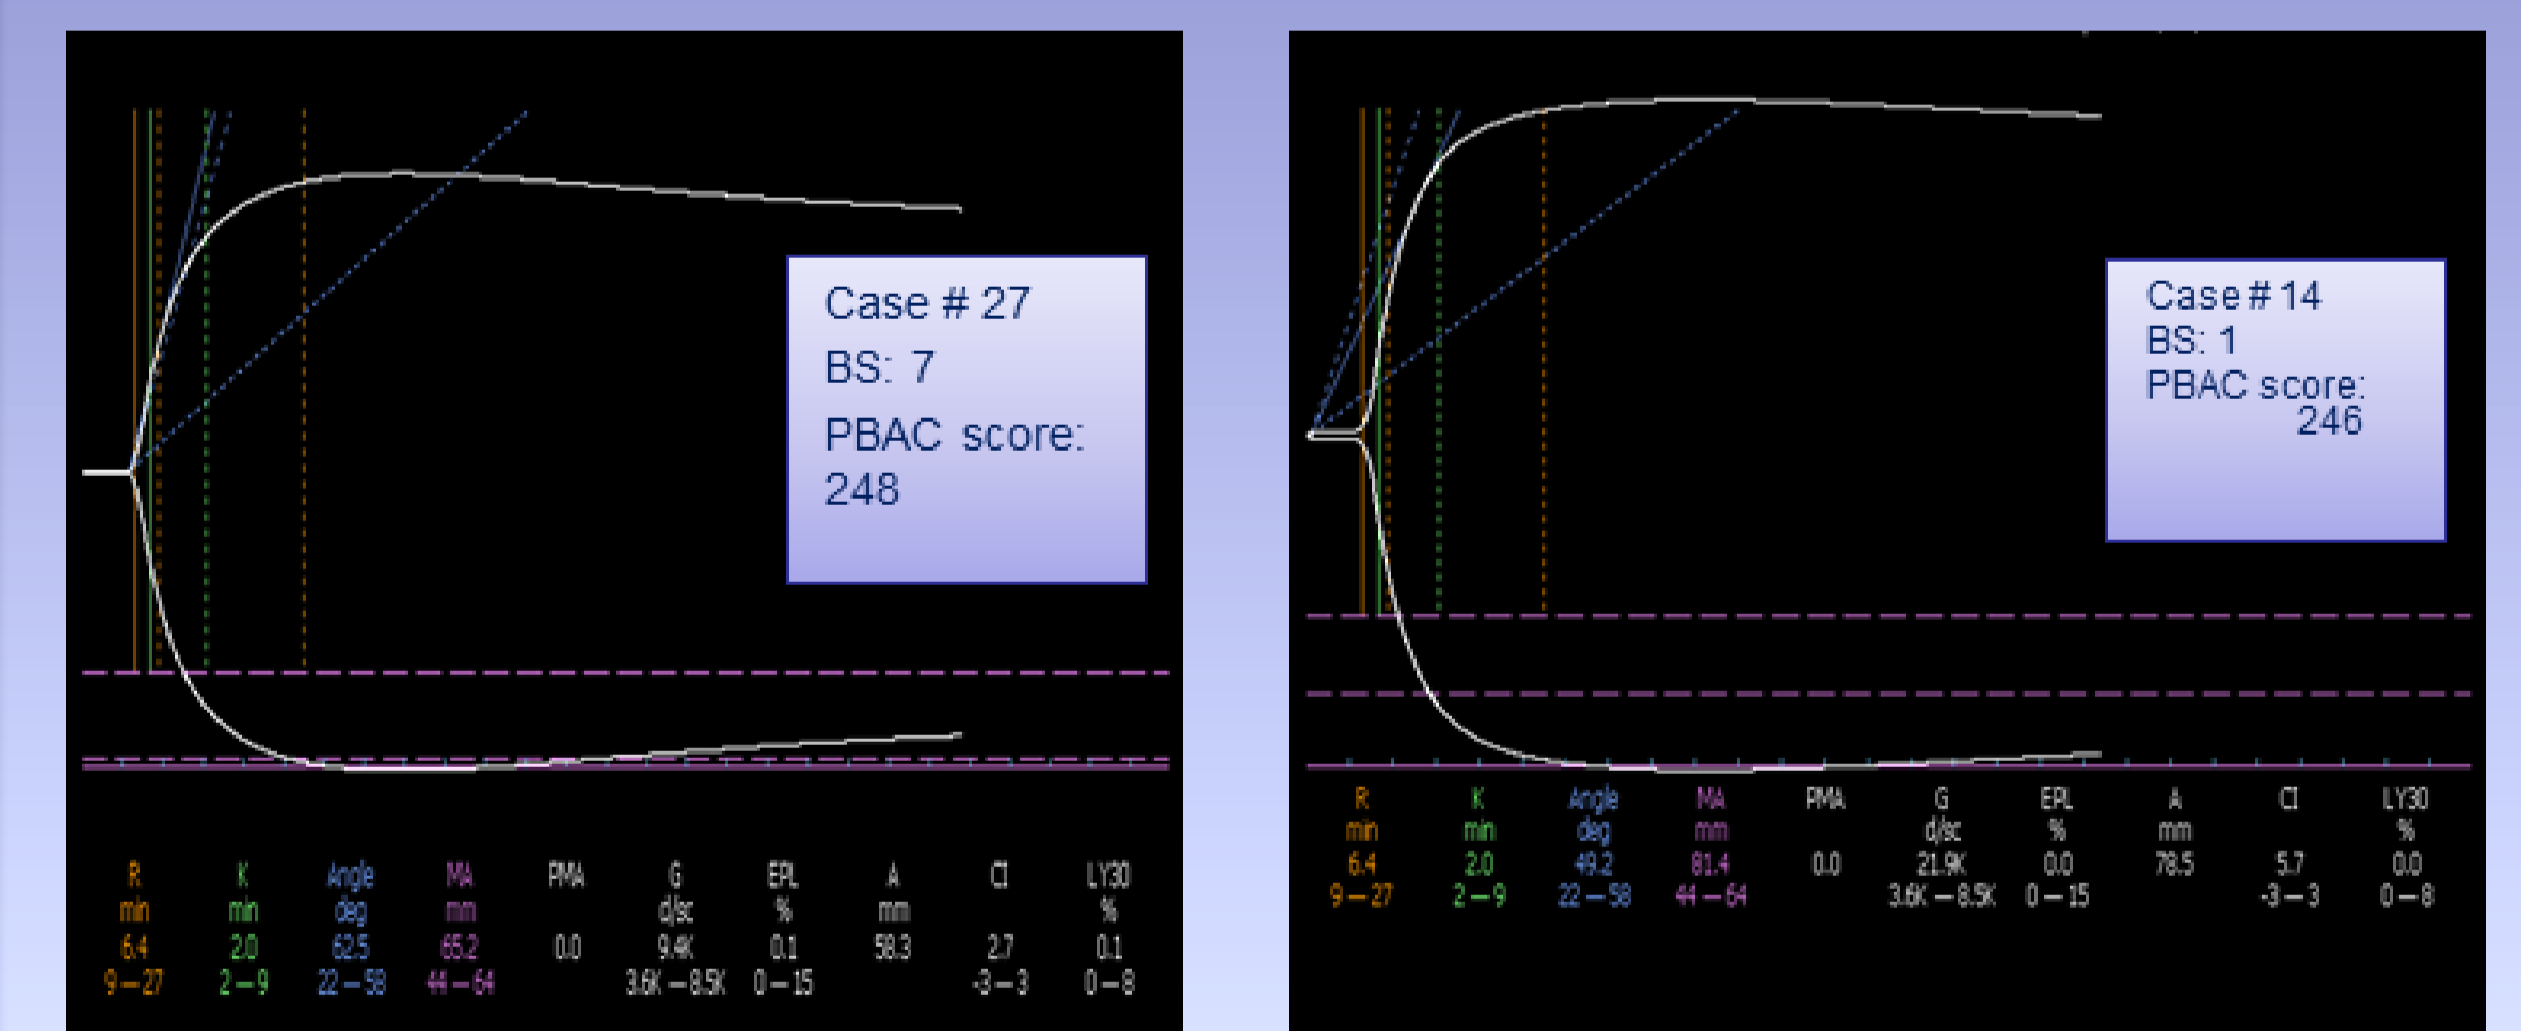 Case # 27
BS: 7
PBAC score:
248
R K Angle MA PMA G EPL A CI LY30
min min deg mm d/sc % mm %
6.4 2.0 62.5 65.2 0.0 9.4K 0.1 58.3 2.7 0.1
9—27 2—9 22—58 44—64 3.6K—8.5K 0—15 -3—3 0—8
Case # 14
BS: 1
PBAC score:
246
R K Angle MA PMA G EPL A CI LY30
min min deg mm d/sc % mm %
6.4 2.0 49.2 81.4 0.0 21.9K 0.0 78.5 5.7 0.0
9—27 2—9 22—58 44—64 3.6K—8.5K 0—15 -3—3 0—8